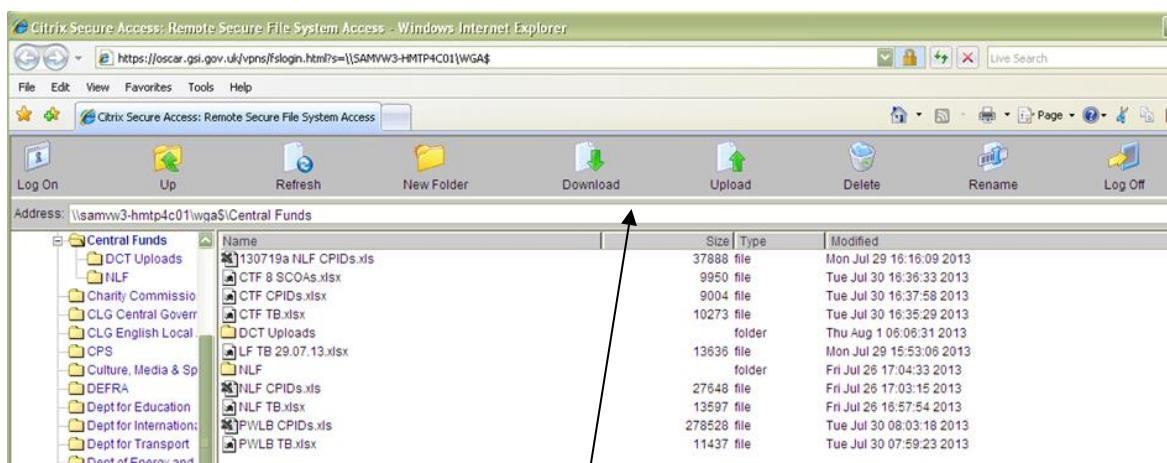 Citrix Secure Access: Remote Secure File System Access - Windows Internet Explorer
https://oscar.gsi.gov.uk/vpns/fslogin.html?s=\\SAMVW3-HMTP4C01\WGA$
Live Search
File Edit View Favorites Tools Help
Citrix Secure Access: Remote Secure File System Access
Page
Log On Up Refresh New Folder Download Upload Delete Rename Log Off
Address: \\samvw3-hmtp4c01\wga$\Central Funds
Central Funds
DCT Uploads
NLF
Charity Commissio
CLG Central Govern
CLG English Local
CPS
Culture, Media & Sp
DEFRA
Dept for Education
Dept for Internation
Dept for Transport
Dept of Energy and
Name Size Type Modified
130719a NLF CPIDs.xls 37888 file Mon Jul 29 16:16:09 2013
CTF 8 SCOAs.xlsx 9950 file Tue Jul 30 16:36:33 2013
CTF CPIDs.xlsx 9004 file Tue Jul 30 16:37:58 2013
CTF TB.xlsx 10273 file Tue Jul 30 16:35:29 2013
DCT Uploads folder Thu Aug 1 06:06:31 2013
LF TB 29.07.13.xlsx 13636 file Mon Jul 29 15:53:06 2013
NLF folder Fri Jul 26 17:04:33 2013
NLF CPIDs.xls 27648 file Fri Jul 26 17:03:15 2013
NLF TB.xlsx 13597 file Fri Jul 26 16:57:54 2013
PWLB CPIDs.xls 278528 file Tue Jul 30 08:03:18 2013
PWLB TB.xlsx 11437 file Tue Jul 30 07:59:23 2013